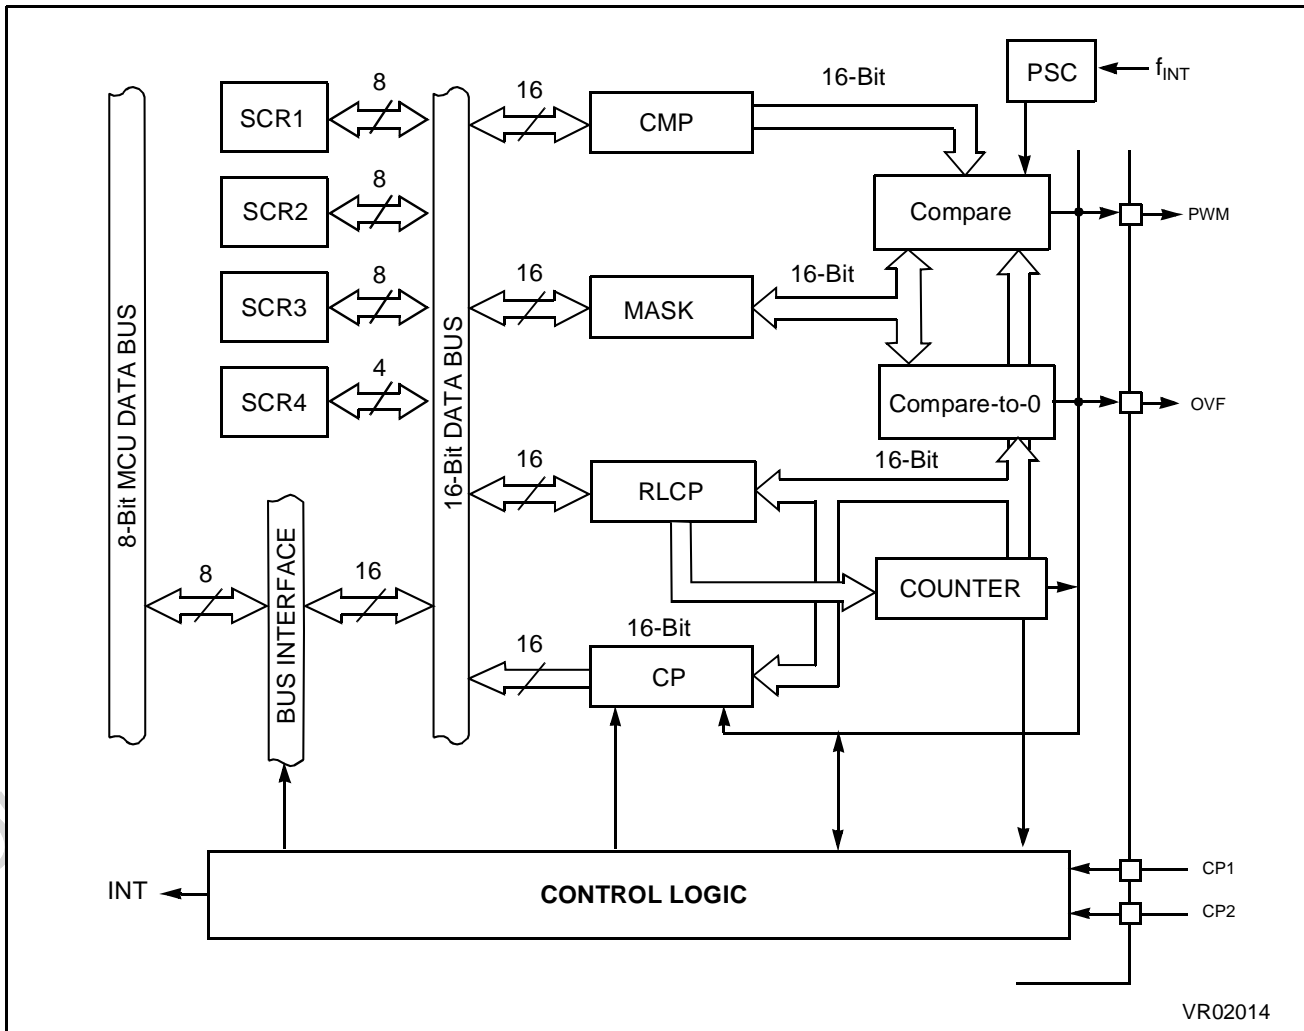 PSC
fINT
16-Bit
8
SCR1
16
CMP
8
SCR2
Compare
PWM
8
SCR3
16
MASK
16-Bit
4
SCR4
Compare-to-0
OVF
8-Bit MCU DATA BUS
16-Bit DATA BUS
16
RLCP
16-Bit
BUS INTERFACE
8
16
COUNTER
16-Bit
16
CP
INT
CONTROL LOGIC
CP1
CP2
VR02014